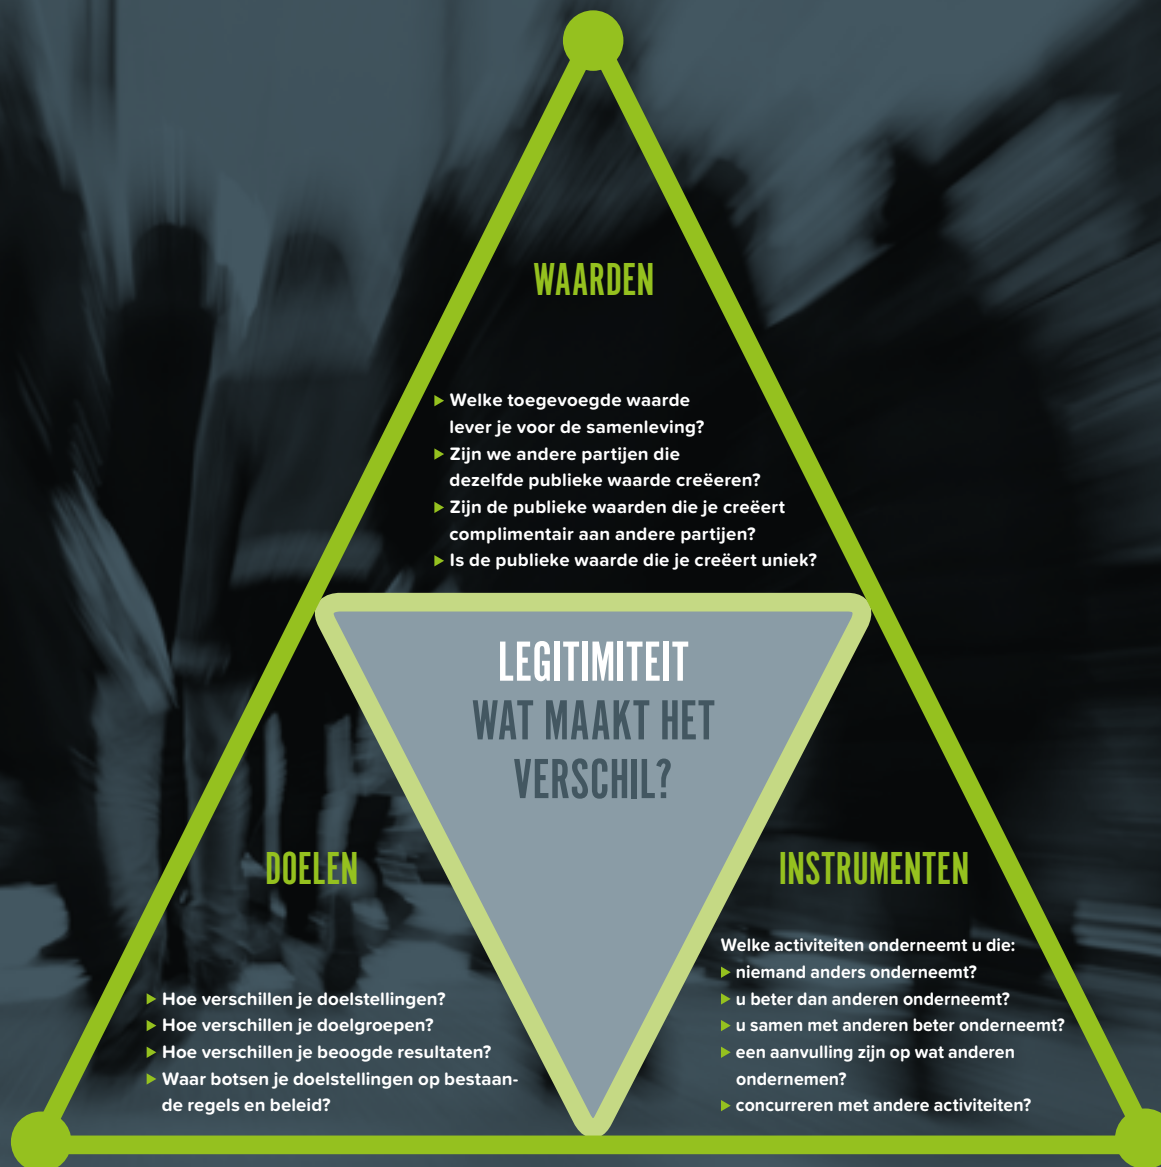 WAARDEN
▶ Welke toegevoegde waarde
lever je voor de samenleving?
▶ Zijn we andere partijen die
dezelfde publieke waarde creëeren?
▶ Zijn de publieke waarden die je creëert
complimentair aan andere partijen?
▶ Is de publieke waarde die je creëert uniek?
LEGITIMITEIT
WAT MAAKT HET
VERSCHIL?
DOELEN
▶ Hoe verschillen je doelstellingen?
▶ Hoe verschillen je doelgroepen?
▶ Hoe verschillen je beoogde resultaten?
▶ Waar botsen je doelstellingen op bestaan-
de regels en beleid?
INSTRUMENTEN
Welke activiteiten onderneemt u die:
▶ niemand anders onderneemt?
▶ u beter dan anderen onderneemt?
▶ u samen met anderen beter onderneemt?
▶ een aanvulling zijn op wat anderen
ondernemen?
▶ concurreren met andere activiteiten?